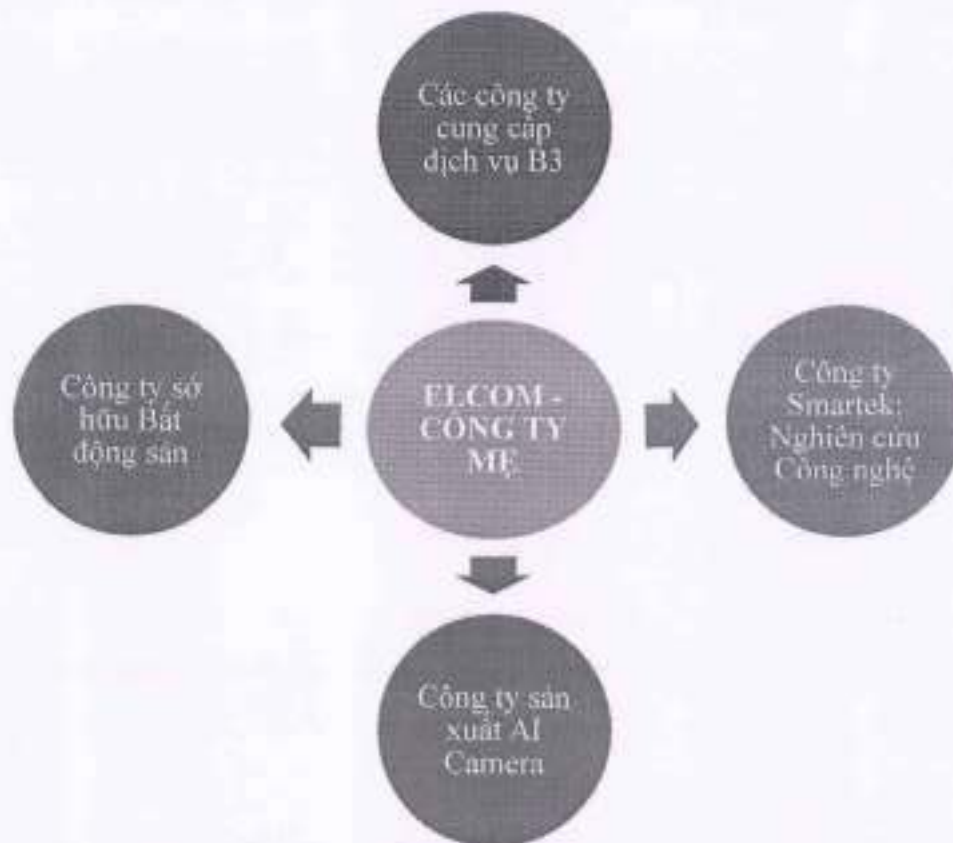 Các công ty
cung cấp
dịch vụ B3
Công ty sở
hữu Bất
động sản
ELCOM -
CÔNG TY
MẸ
Công ty
Smartek:
Nghiên cứu
Công nghệ
Công ty sản
xuất AI
Camera